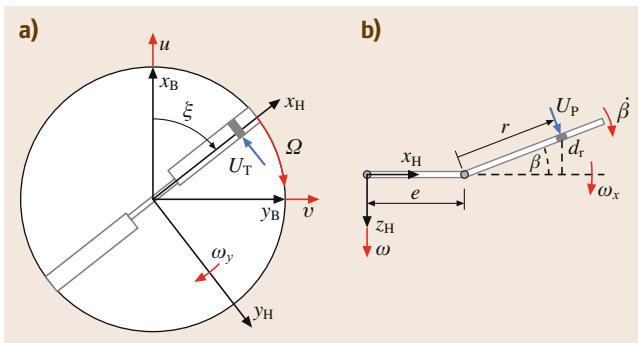 a)
u
x_B
ξ
x_H
U_T
Ω
y_B
v
ω_y
y_H
b)
U_P
β̇
r
x_H
β
d_r
e
ω_x
z_H
ω